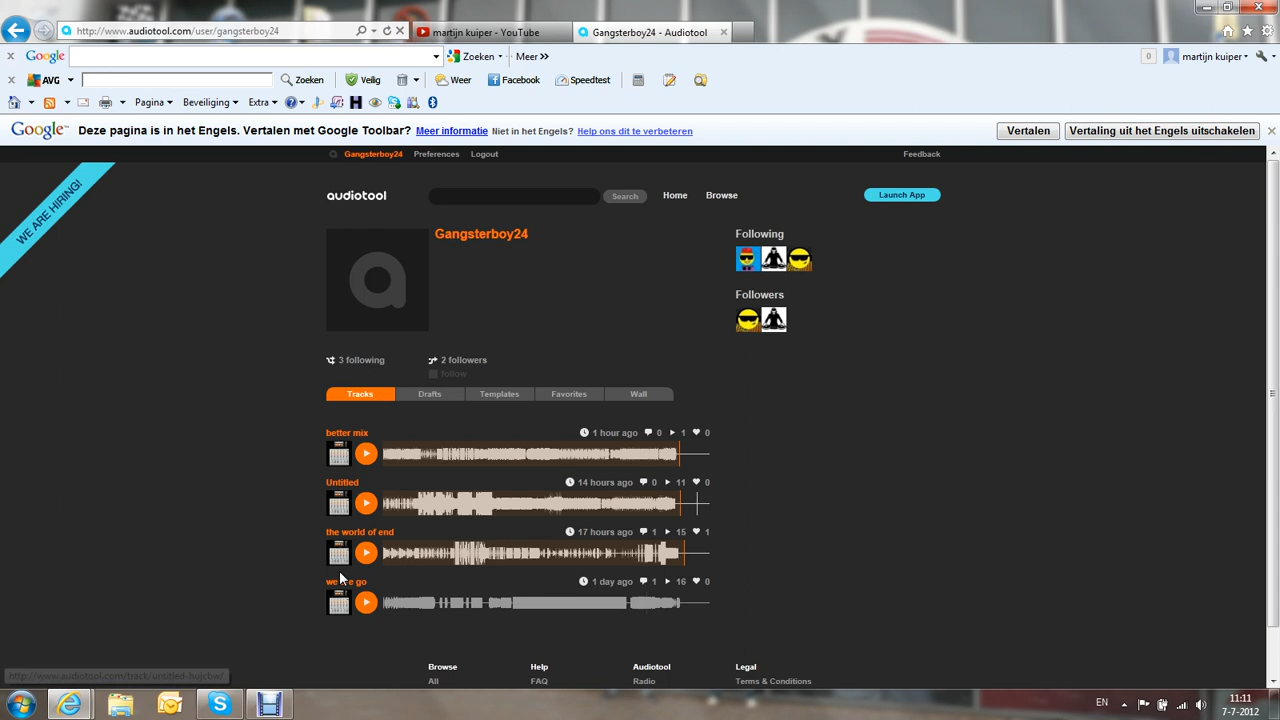 http://www.audiotool.com/user/gangsterboy24
martijn kuiper - YouTube
Gangsterboy24 - Audiotool
Google
Zoeken
Meer »
0
martijn kuiper
AVG
Zoeken
Veilig
Weer
Facebook
Speedtest
Pagina
Beveiliging
Extra
Google™ Deze pagina is in het Engels. Vertalen met Google Toolbar? Meer informatie Niet in het Engels? Help ons dit te verbeteren
Vertalen
Vertaling uit het Engels uitschakelen
Gangsterboy24 Preferences Logout
Feedback
WE ARE HIRING!
audiotool
Search
Home
Browse
Launch App
Gangsterboy24
Following
Followers
3 following
2 followers
follow
Tracks Drafts Templates Favorites Wall
better mix
1 hour ago 0 1 0
Untitled
14 hours ago 0 11 0
the world of end
17 hours ago 1 15 1
go
1 day ago 1 16 0
Browse Help Audiotool Legal
All FAQ Radio Terms & Conditions
EN
11:11
7-7-2012